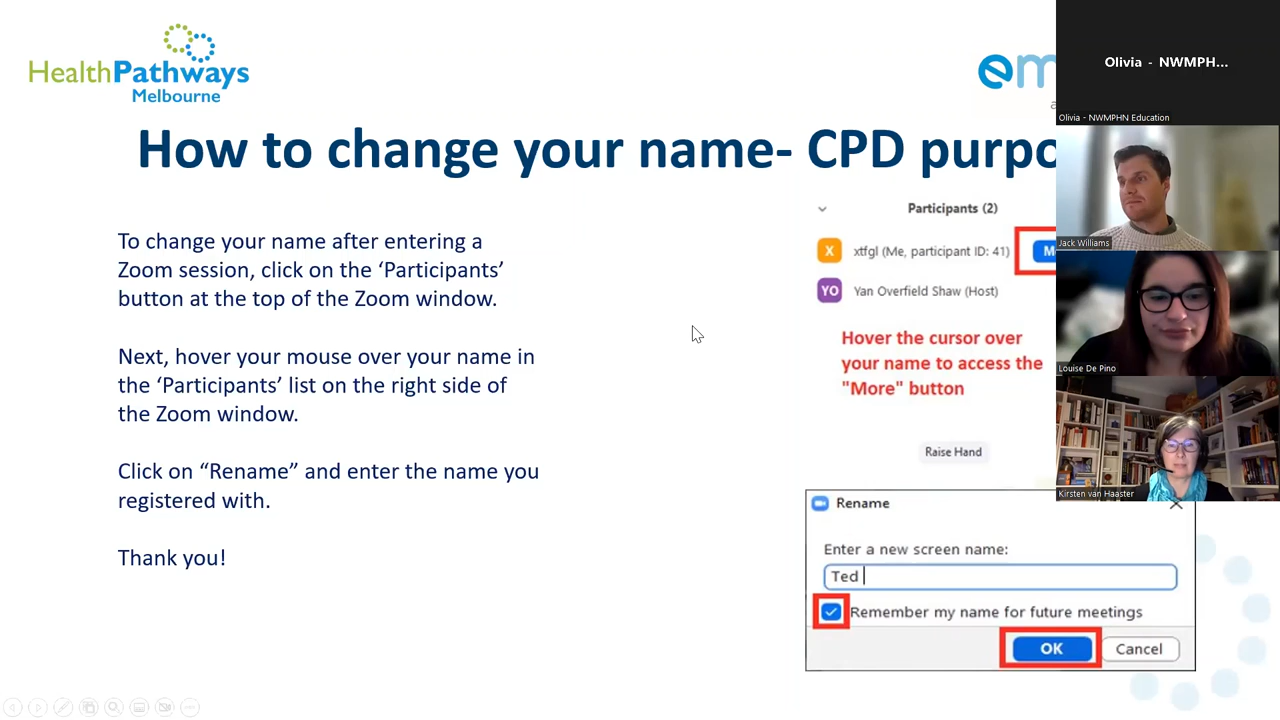 HealthPathways
Melbourne
em
How to change your name- CPD purpo
To change your name after entering a
Zoom session, click on the ‘Participants’
button at the top of the Zoom window.
Next, hover your mouse over your name in
the ‘Participants’ list on the right side of
the Zoom window.
Click on “Rename” and enter the name you
registered with.
Thank you!
Participants (2)
X xtfgl (Me, participant ID: 41)
YO Yan Overfield Shaw (Host)
Hover the cursor over
your name to access the
"More" button
Raise Hand
Rename
Enter a new screen name:
Ted
Remember my name for future meetings
OK Cancel
Olivia - NWMPH...
Olivia - NWMPHN Education
Jack Williams
Louise De Pino
Kirsten van Haaster